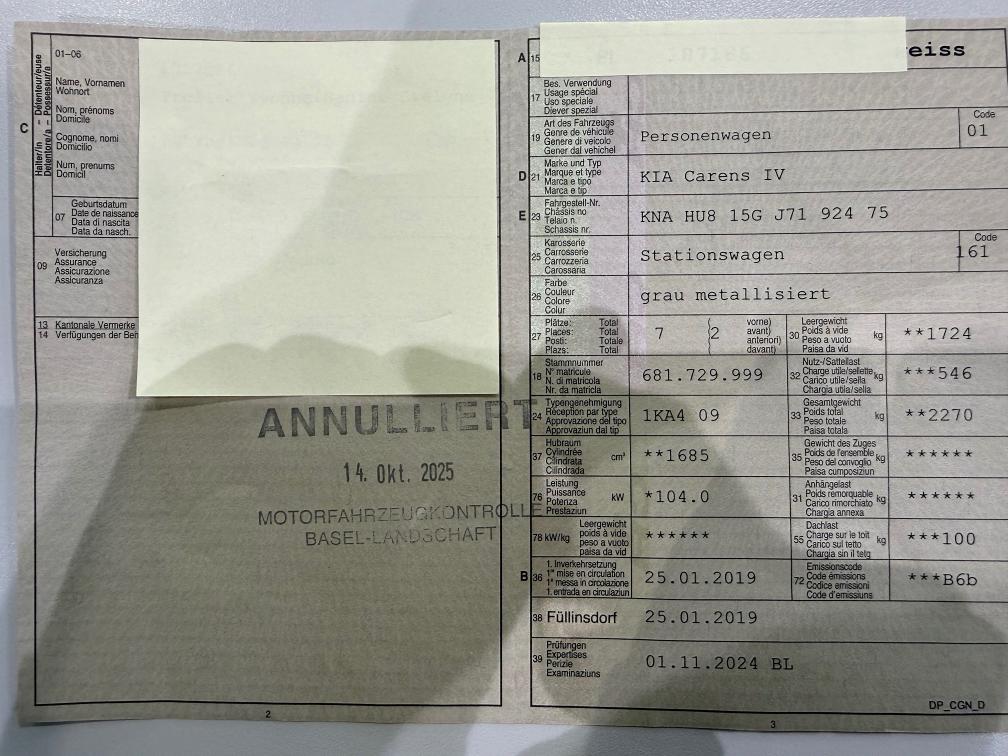 C
Halter/in – Détenteur/euse
Detentore/a – Possessur/a
01–06
Name, Vornamen
Wohnort
Nom, prénoms
Domicile
Cognome, nomi
Domicilio
Num, prenums
Domicil
07
Geburtsdatum
Date de naissance
Data di nascita
Data da nasch.
09
Versicherung
Assurance
Assicurazione
Assicuranza
13 Kantonale Vermerke
14 Verfügungen der Beh
ANNULLIERT
14. Okt. 2025
MOTORFAHRZEUGKONTROLLE
BASEL-LANDSCHAFT
2
A 15
eiss
17
Bes. Verwendung
Usage spécial
Uso speciale
Diever spezial
19
Art des Fahrzeugs
Genre de véhicule
Genere di veicolo
Gener dal vehichel
Personenwagen
Code
01
D 21
Marke und Typ
Marque et type
Marca e tipo
Marca e tip
KIA Carens IV
E 23
Fahrgestell-Nr.
Châssis no
Telaio n.
Schassis nr.
KNA HU8 15G J71 924 75
25
Karosserie
Carrosserie
Carrozzeria
Carossaria
Stationswagen
Code
161
26
Farbe
Couleur
Colore
Colur
grau metallisiert
27
Plätze: Total
Places: Total
Posti: Totale
Plazs: Total
7
(2
vorne)
avant)
anteriori)
davant)
30
Leergewicht
Poids à vide
Peso a vuoto
Paisa da vid
kg
**1724
18
Stammnummer
N° matricule
N. di matricola
Nr. da matricla
681.729.999
32
Nutz-/Sattellast
Charge utile/sellette
Carico utile/sella
Chargia utila/sella
kg
***546
24
Typengenehmigung
Réception par type
Approvazione del tipo
Approvaziun dal tip
1KA4 09
33
Gesamtgewicht
Poids total
Peso totale
Paisa totala
kg
**2270
37
Hubraum
Cylindrée
Cilindrata
Cilindrada
cm³
**1685
35
Gewicht des Zuges
Poids de l'ensemble
Peso del convoglio
Paisa cumposiziun
kg
******
76
Leistung
Puissance
Potenza
Prestaziun
kW
*104.0
31
Anhängelast
Poids remorquable
Carico rimorchiato
Chargia annexa
kg
******
78 kW/kg
Leergewicht
poids à vide
peso a vuoto
paisa da vid
******
55
Dachlast
Charge sur le toit
Carico sul tetto
Chargia sin il tetg
kg
***100
B 36
1. Inverkehrsetzung
1re mise en circulation
1a messa in circolazione
1. entrada en circulaziun
25.01.2019
72
Emissionscode
Code émissions
Codice emissioni
Code d'emissiuns
***B6b
38 Füllinsdorf
25.01.2019
39
Prüfungen
Expertises
Perizie
Examinaziuns
01.11.2024 BL
DP_CGN_D
3